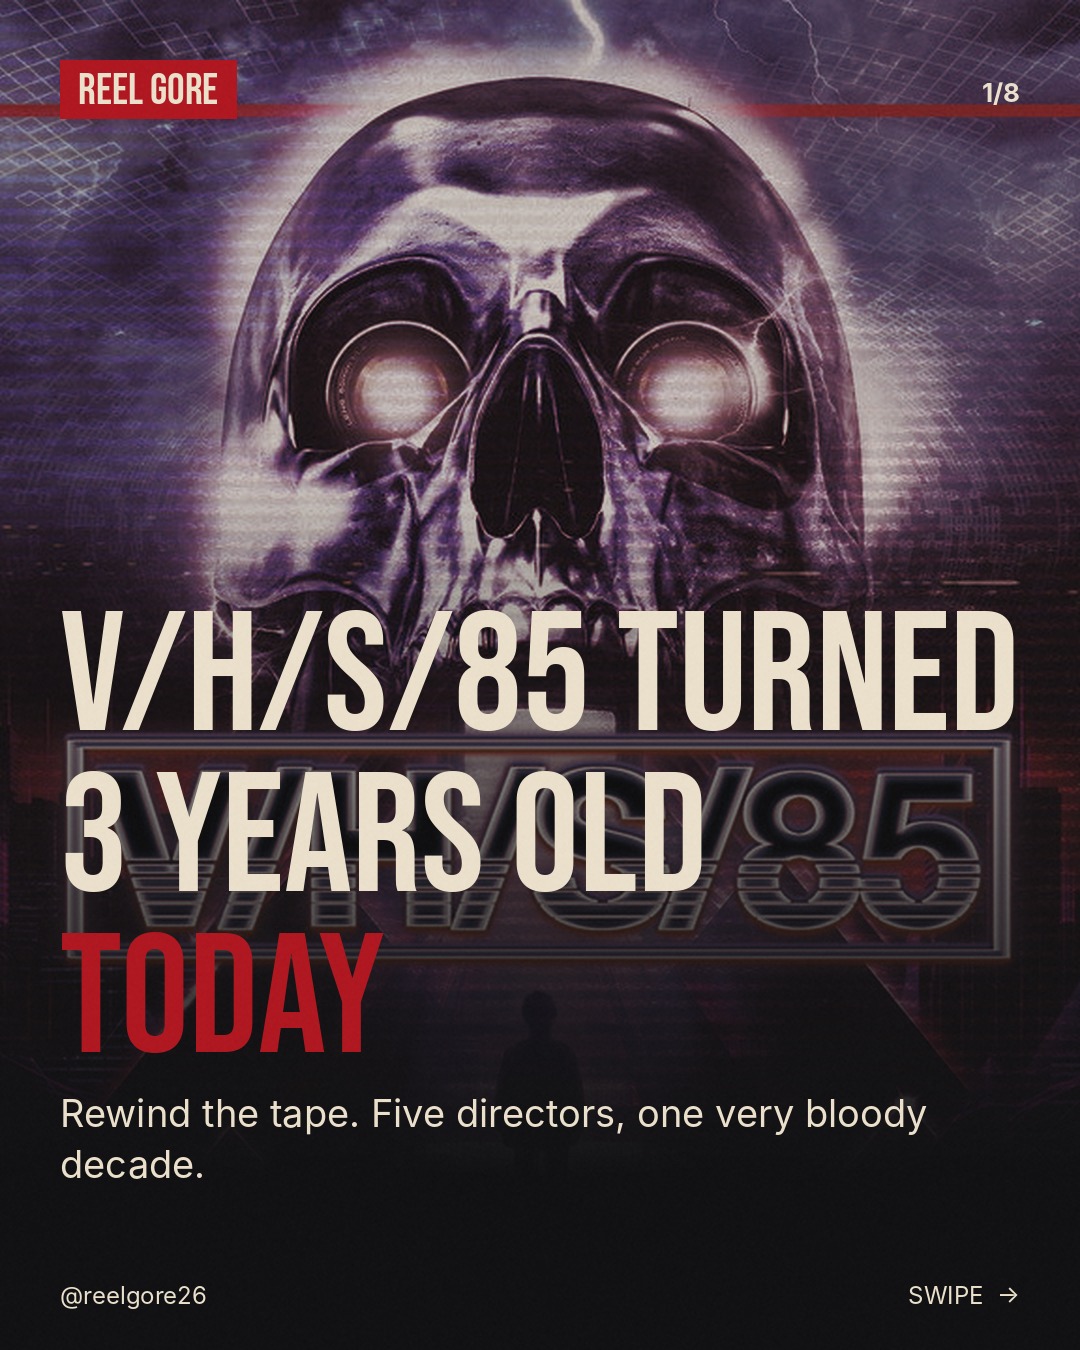 REEL GORE
1/8
V/H/S/85 TURNED
3 YEARS OLD
V/H/S/85
TODAY
Rewind the tape. Five directors, one very bloody
decade.
@reelgore26
SWIPE →